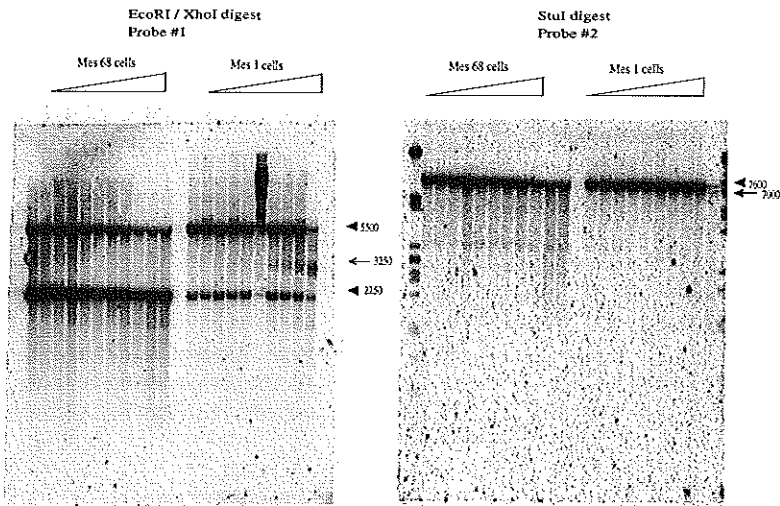 EcoRI / XhoI digest
Probe #1
Mes 68 cells
Mes 1 cells
5500
3250
2250
StuI digest
Probe #2
Mes 68 cells
Mes 1 cells
7600
7000